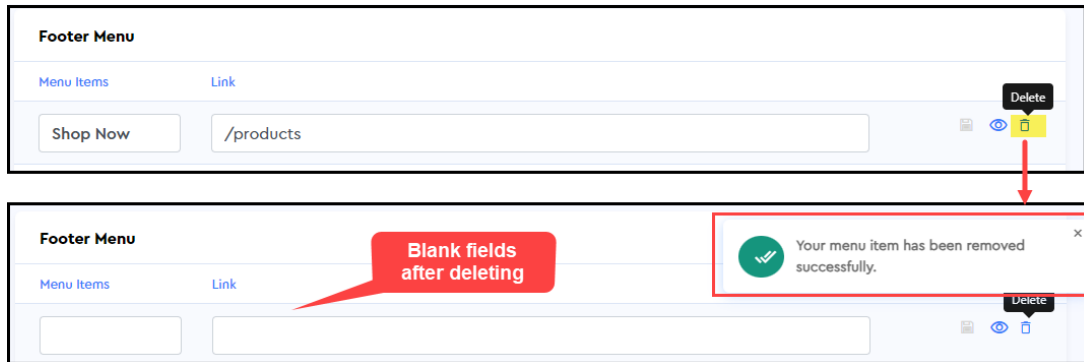 Footer Menu
Menu Items Link
Delete
Shop Now /products
Footer Menu
Blank fields
after deleting
Your menu item has been removed
successfully.
×
Menu Items Link
Delete